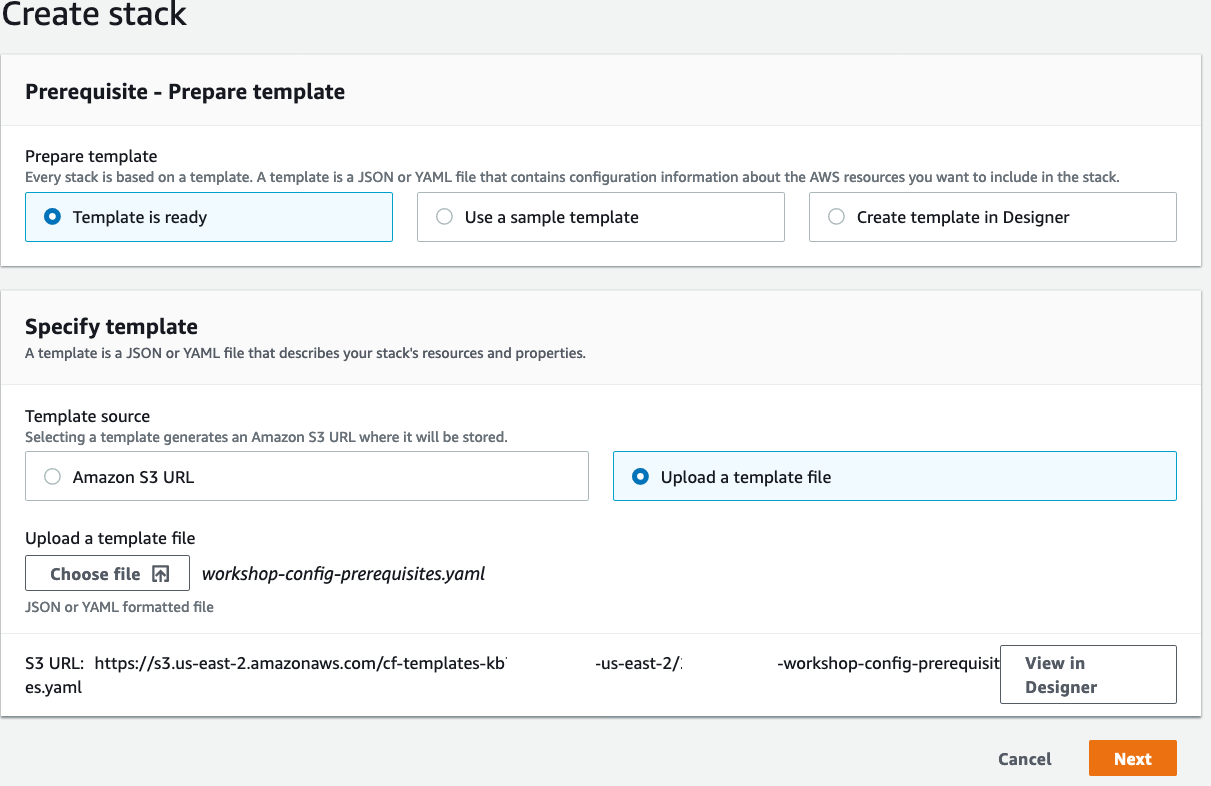 Create stack
Prerequisite - Prepare template
Prepare template
Every stack is based on a template. A template is a JSON or YAML file that contains configuration information about the AWS resources you want to include in the stack.
Template is ready
Use a sample template
Create template in Designer
Specify template
A template is a JSON or YAML file that describes your stack's resources and properties.
Template source
Selecting a template generates an Amazon S3 URL where it will be stored.
Amazon S3 URL
Upload a template file
Upload a template file
Choose file
workshop-config-prerequisites.yaml
JSON or YAML formatted file
S3 URL: https://s3.us-east-2.amazonaws.com/cf-templates-kb -us-east-2/ -workshop-config-prerequisit
es.yaml
View in
Designer
Cancel
Next